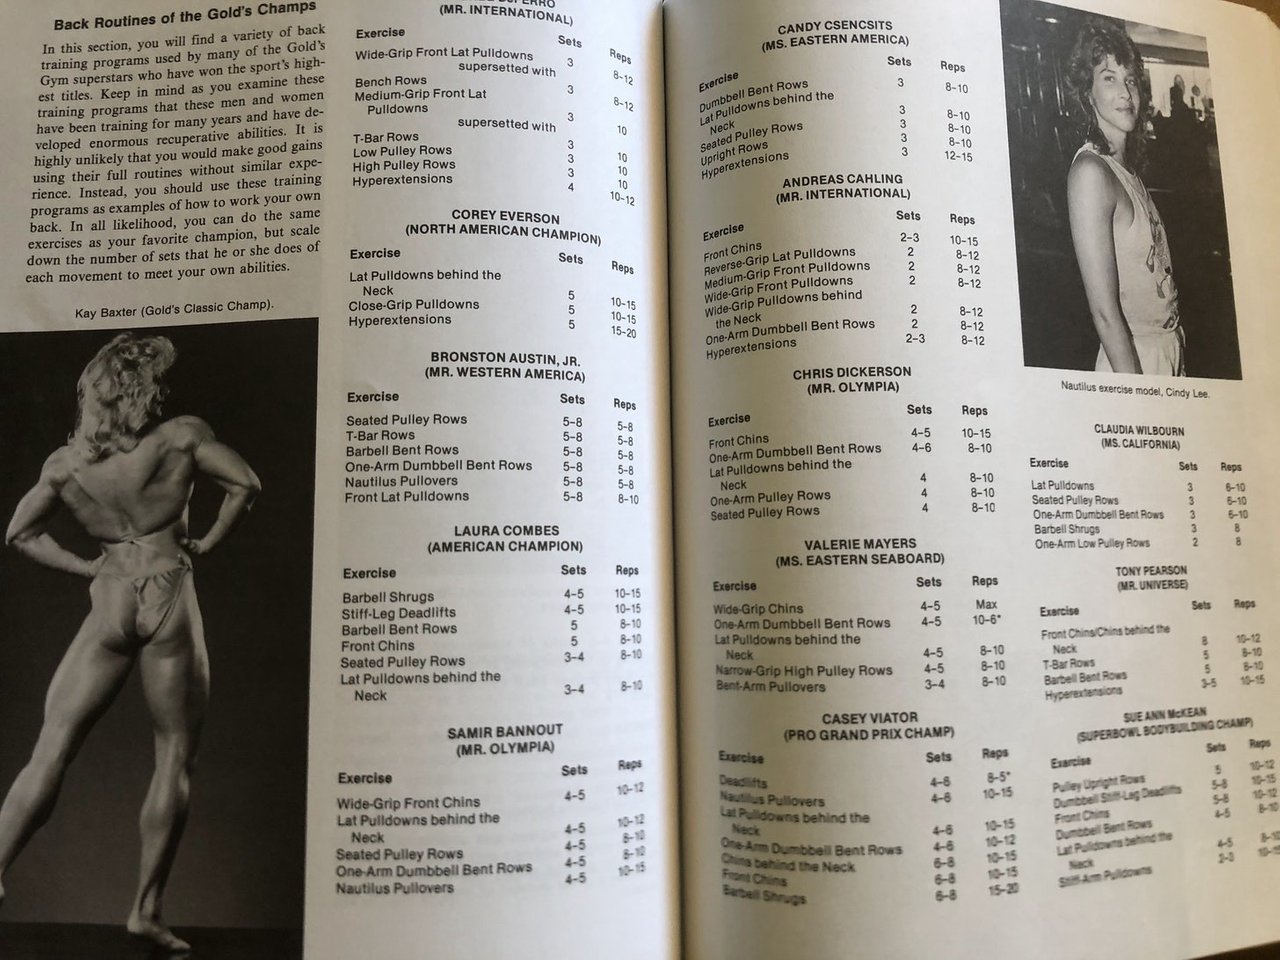 Back Routines of the Gold's Champs
In this section, you will find a variety of back
training programs used by many of the Gold's
Gym superstars who have won the sport's high-
est titles. Keep in mind as you examine these
training programs that these men and women
have been training for many years and have de-
veloped enormous recuperative abilities. It is
highly unlikely that you would make good gains
using their full routines without similar expe-
rience. Instead, you should use these training
programs as examples of how to work your own
back. In all likelihood, you can do the same
exercises as your favorite champion, but scale
down the number of sets that he or she does of
each movement to meet your own abilities.
Kay Baxter (Gold's Classic Champ).
(MR. INTERNATIONAL)
Exercise Sets Reps
Wide-Grip Front Lat Pulldowns 3 8–12
supersetted with
Bench Rows 3 8–12
Medium-Grip Front Lat
Pulldowns 3 10
supersetted with
T-Bar Rows 3 10
Low Pulley Rows 3 10
High Pulley Rows 3 10
Hyperextensions 4 10–12
COREY EVERSON
(NORTH AMERICAN CHAMPION)
Exercise Sets Reps
Lat Pulldowns behind the
Neck 5 10–15
Close-Grip Pulldowns 5 10–15
Hyperextensions 5 15–20
BRONSTON AUSTIN, JR.
(MR. WESTERN AMERICA)
Exercise Sets Reps
Seated Pulley Rows 5–8 5–8
T-Bar Rows 5–8 5–8
Barbell Bent Rows 5–8 5–8
One-Arm Dumbbell Bent Rows 5–8 5–8
Nautilus Pullovers 5–8 5–8
Front Lat Pulldowns 5–8 8–10
LAURA COMBES
(AMERICAN CHAMPION)
Exercise Sets Reps
Barbell Shrugs 4–5 10–15
Stiff-Leg Deadlifts 4–5 10–15
Barbell Bent Rows 5 8–10
Front Chins 5 8–10
Seated Pulley Rows 3–4 8–10
Lat Pulldowns behind the
Neck 3–4 8–10
SAMIR BANNOUT
(MR. OLYMPIA)
Exercise Sets Reps
Wide-Grip Front Chins 4–5 10–12
Lat Pulldowns behind the
Neck 4–5 10–12
Seated Pulley Rows 4–5 8–10
One-Arm Dumbbell Bent Rows 4–5 8–10
Nautilus Pullovers 4–5 10–15
CANDY CSENCSITS
(MS. EASTERN AMERICA)
Exercise Sets Reps
Dumbbell Bent Rows 3 8–10
Lat Pulldowns behind the
Neck 3 8–10
Seated Pulley Rows 3 8–10
Upright Rows 3 8–10
Hyperextensions 3 12–15
ANDREAS CAHLING
(MR. INTERNATIONAL)
Exercise Sets Reps
Front Chins 2–3 10–15
Reverse-Grip Lat Pulldowns 2 8–12
Medium-Grip Front Pulldowns 2 8–12
Wide-Grip Front Pulldowns 2 8–12
Wide-Grip Pulldowns behind
the Neck 2 8–12
One-Arm Dumbbell Bent Rows 2 8–12
Hyperextensions 2–3 8–12
CHRIS DICKERSON
(MR. OLYMPIA)
Exercise Sets Reps
Front Chins 4–5 10–15
One-Arm Dumbbell Bent Rows 4–6 8–10
Lat Pulldowns behind the
Neck 4 8–10
One-Arm Pulley Rows 4 8–10
Seated Pulley Rows 4 8–10
VALERIE MAYERS
(MS. EASTERN SEABOARD)
Exercise Sets Reps
Wide-Grip Chins 4–5 Max
One-Arm Dumbbell Bent Rows 4–5 10–6*
Lat Pulldowns behind the
Neck 4–5 8–10
Narrow-Grip High Pulley Rows 4–5 8–10
Bent-Arm Pullovers 3–4 8–10
CASEY VIATOR
(PRO GRAND PRIX CHAMP)
Exercise Sets Reps
Deadlifts 4–6 8–5*
Nautilus Pullovers 4–6 10–15
Lat Pulldowns behind the
Neck 4–6 10–15
One-Arm Dumbbell Bent Rows 4–6 10–12
Chins behind the Neck 6–8 10–15
Front Chins 6–8 10–15
Barbell Shrugs 6–8 15–20
Nautilus exercise model, Cindy Lee.
CLAUDIA WILBOURN
(MS. CALIFORNIA)
Exercise Sets Reps
Lat Pulldowns 3 6–10
Seated Pulley Rows 3 6–10
One-Arm Dumbbell Bent Rows 3 6–10
Barbell Shrugs 3 8
One-Arm Low Pulley Rows 2 8
TONY PEARSON
(MR. UNIVERSE)
Exercise Sets Reps
Front Chins/Chins behind the
Neck 8 10–12
T-Bar Rows 5 8–10
Barbell Bent Rows 5 8–10
Hyperextensions 3–5 10–15
SUE ANN McKEAN
(SUPERBOWL BODYBUILDING CHAMP)
Exercise Sets Reps
Pulley Upright Rows 5 10–12
Dumbbell Stiff-Leg Deadlifts 5–8 10–15
Front Chins 5–8 10–12
Dumbbell Bent Rows 4–5 8–10
Lat Pulldowns behind the
Neck 4–5
Stiff-Arm Pulldowns